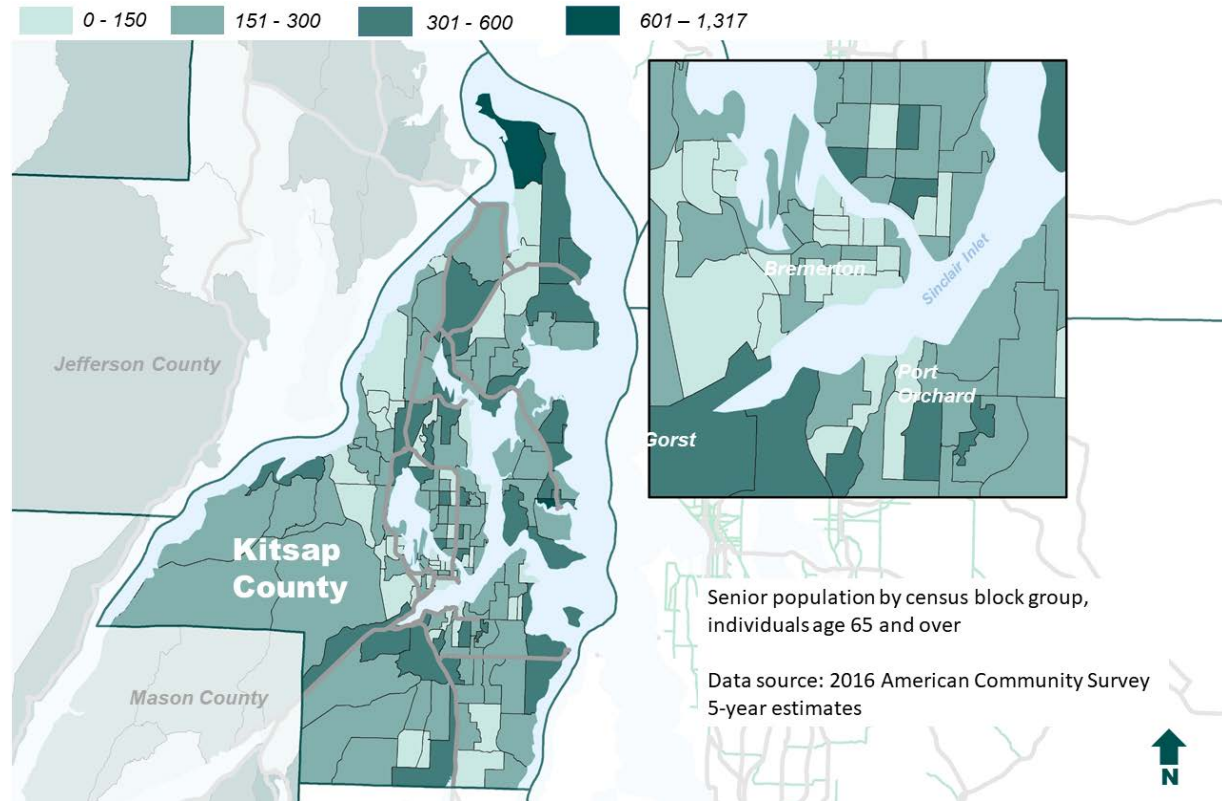 0 - 150
151 - 300
301 - 600
601 – 1,317
Jefferson County
Kitsap
County
Mason County
Bremerton
Sinclair Inlet
Port
Orchard
Gorst
Senior population by census block group,
individuals age 65 and over
Data source: 2016 American Community Survey
5-year estimates
N